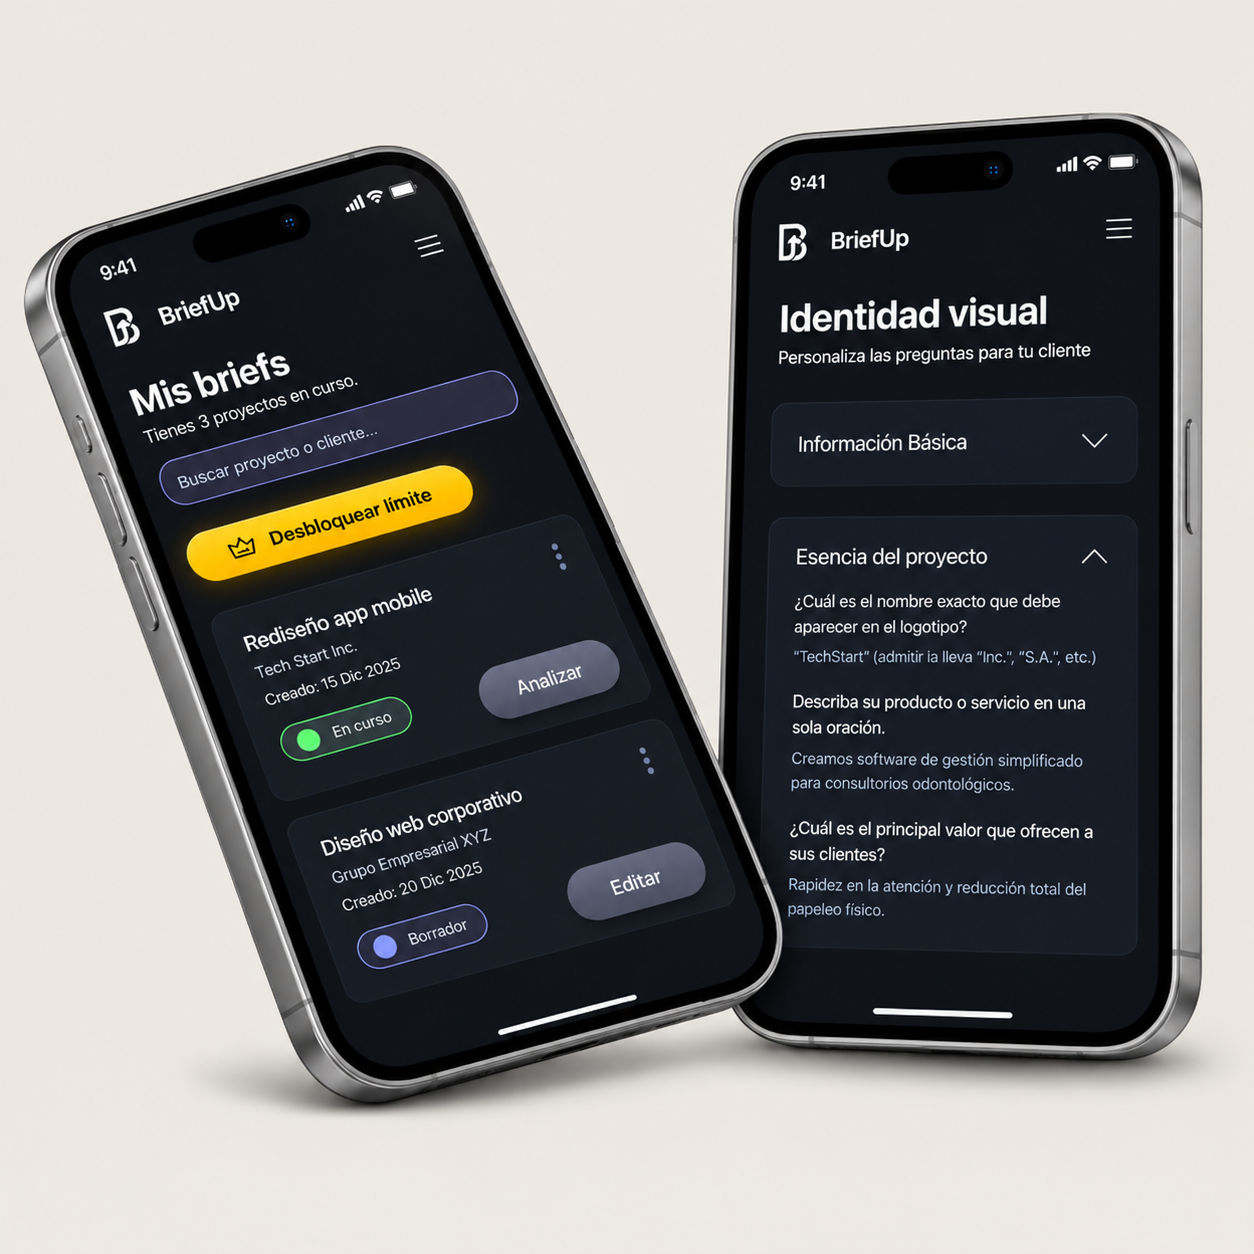 9:41
BriefUp
Mis briefs
Tienes 3 proyectos en curso.
Buscar proyecto o cliente...
Desbloquear límite
Rediseño app mobile
Tech Start Inc.
Creado: 15 Dic 2025
En curso
Analizar
Diseño web corporativo
Grupo Empresarial XYZ
Creado: 20 Dic 2025
Borrador
Editar
9:41
BriefUp
Identidad visual
Personaliza las preguntas para tu cliente
Información Básica
Esencia del proyecto
¿Cuál es el nombre exacto que debe
aparecer en el logotipo?
“TechStart” (admitir ia lleva “Inc.”, “S.A.”, etc.)
Describa su producto o servicio en una
sola oración.
Creamos software de gestión simplificado
para consultorios odontológicos.
¿Cuál es el principal valor que ofrecen a
sus clientes?
Rapidez en la atención y reducción total del
papeleo físico.